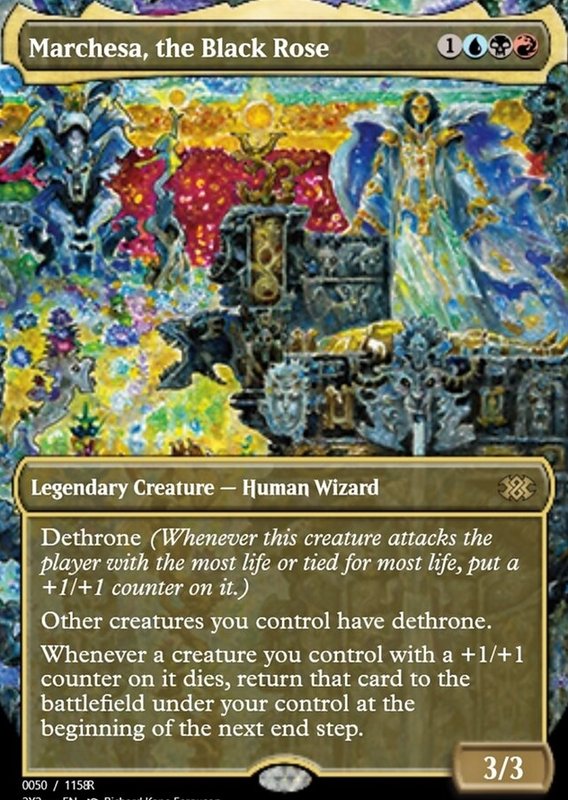 Marchesa, the Black Rose 1
Legendary Creature — Human Wizard
Dethrone (Whenever this creature attacks the
player with the most life or tied for most life, put a
+1/+1 counter on it.)
Other creatures you control have dethrone.
Whenever a creature you control with a +1/+1
counter on it dies, return that card to the
battlefield under your control at the
beginning of the next end step.
3/3
0050 / 1158R